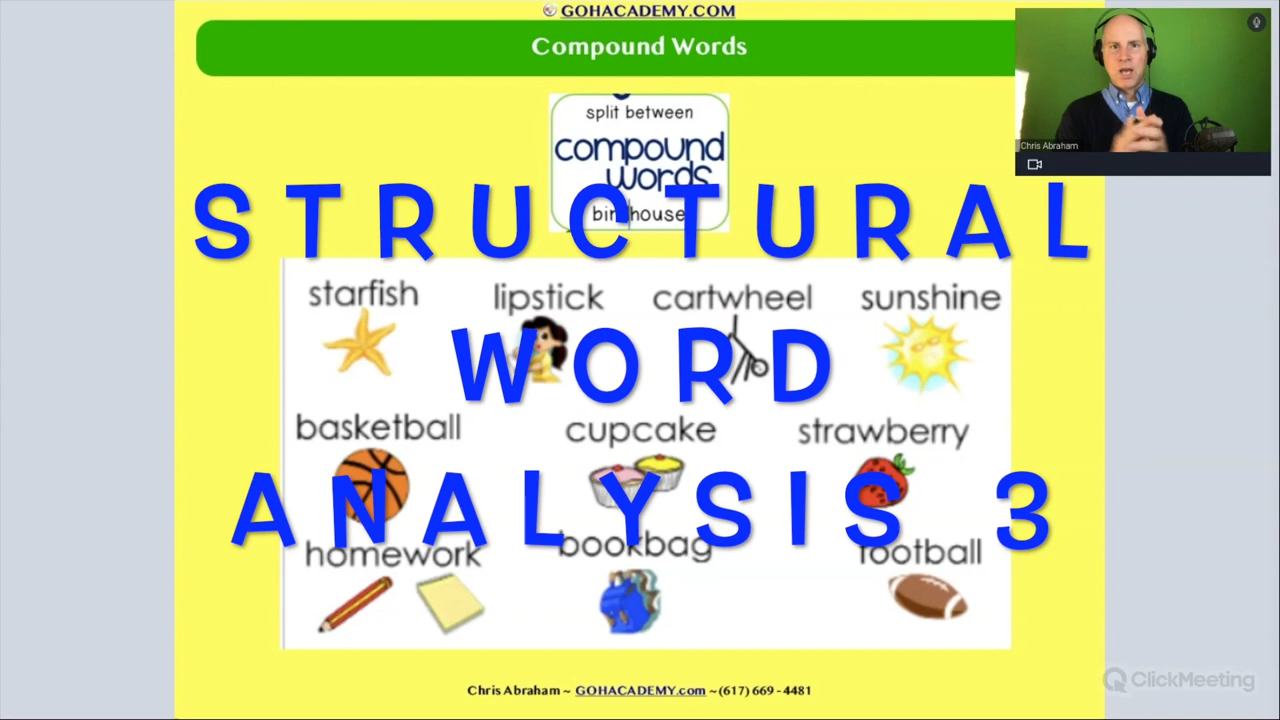 GOHACADEMY.COM
Compound Words
split between
compound
words
birdhouse
STRUCTURAL
WORD
ANALYSIS 3
starfish lipstick cartwheel sunshine
basketball cupcake strawberry
homework bookbag football
Chris Abraham ~ GOHACADEMY.com ~(617) 669 - 4481
Chris Abraham
ClickMeeting